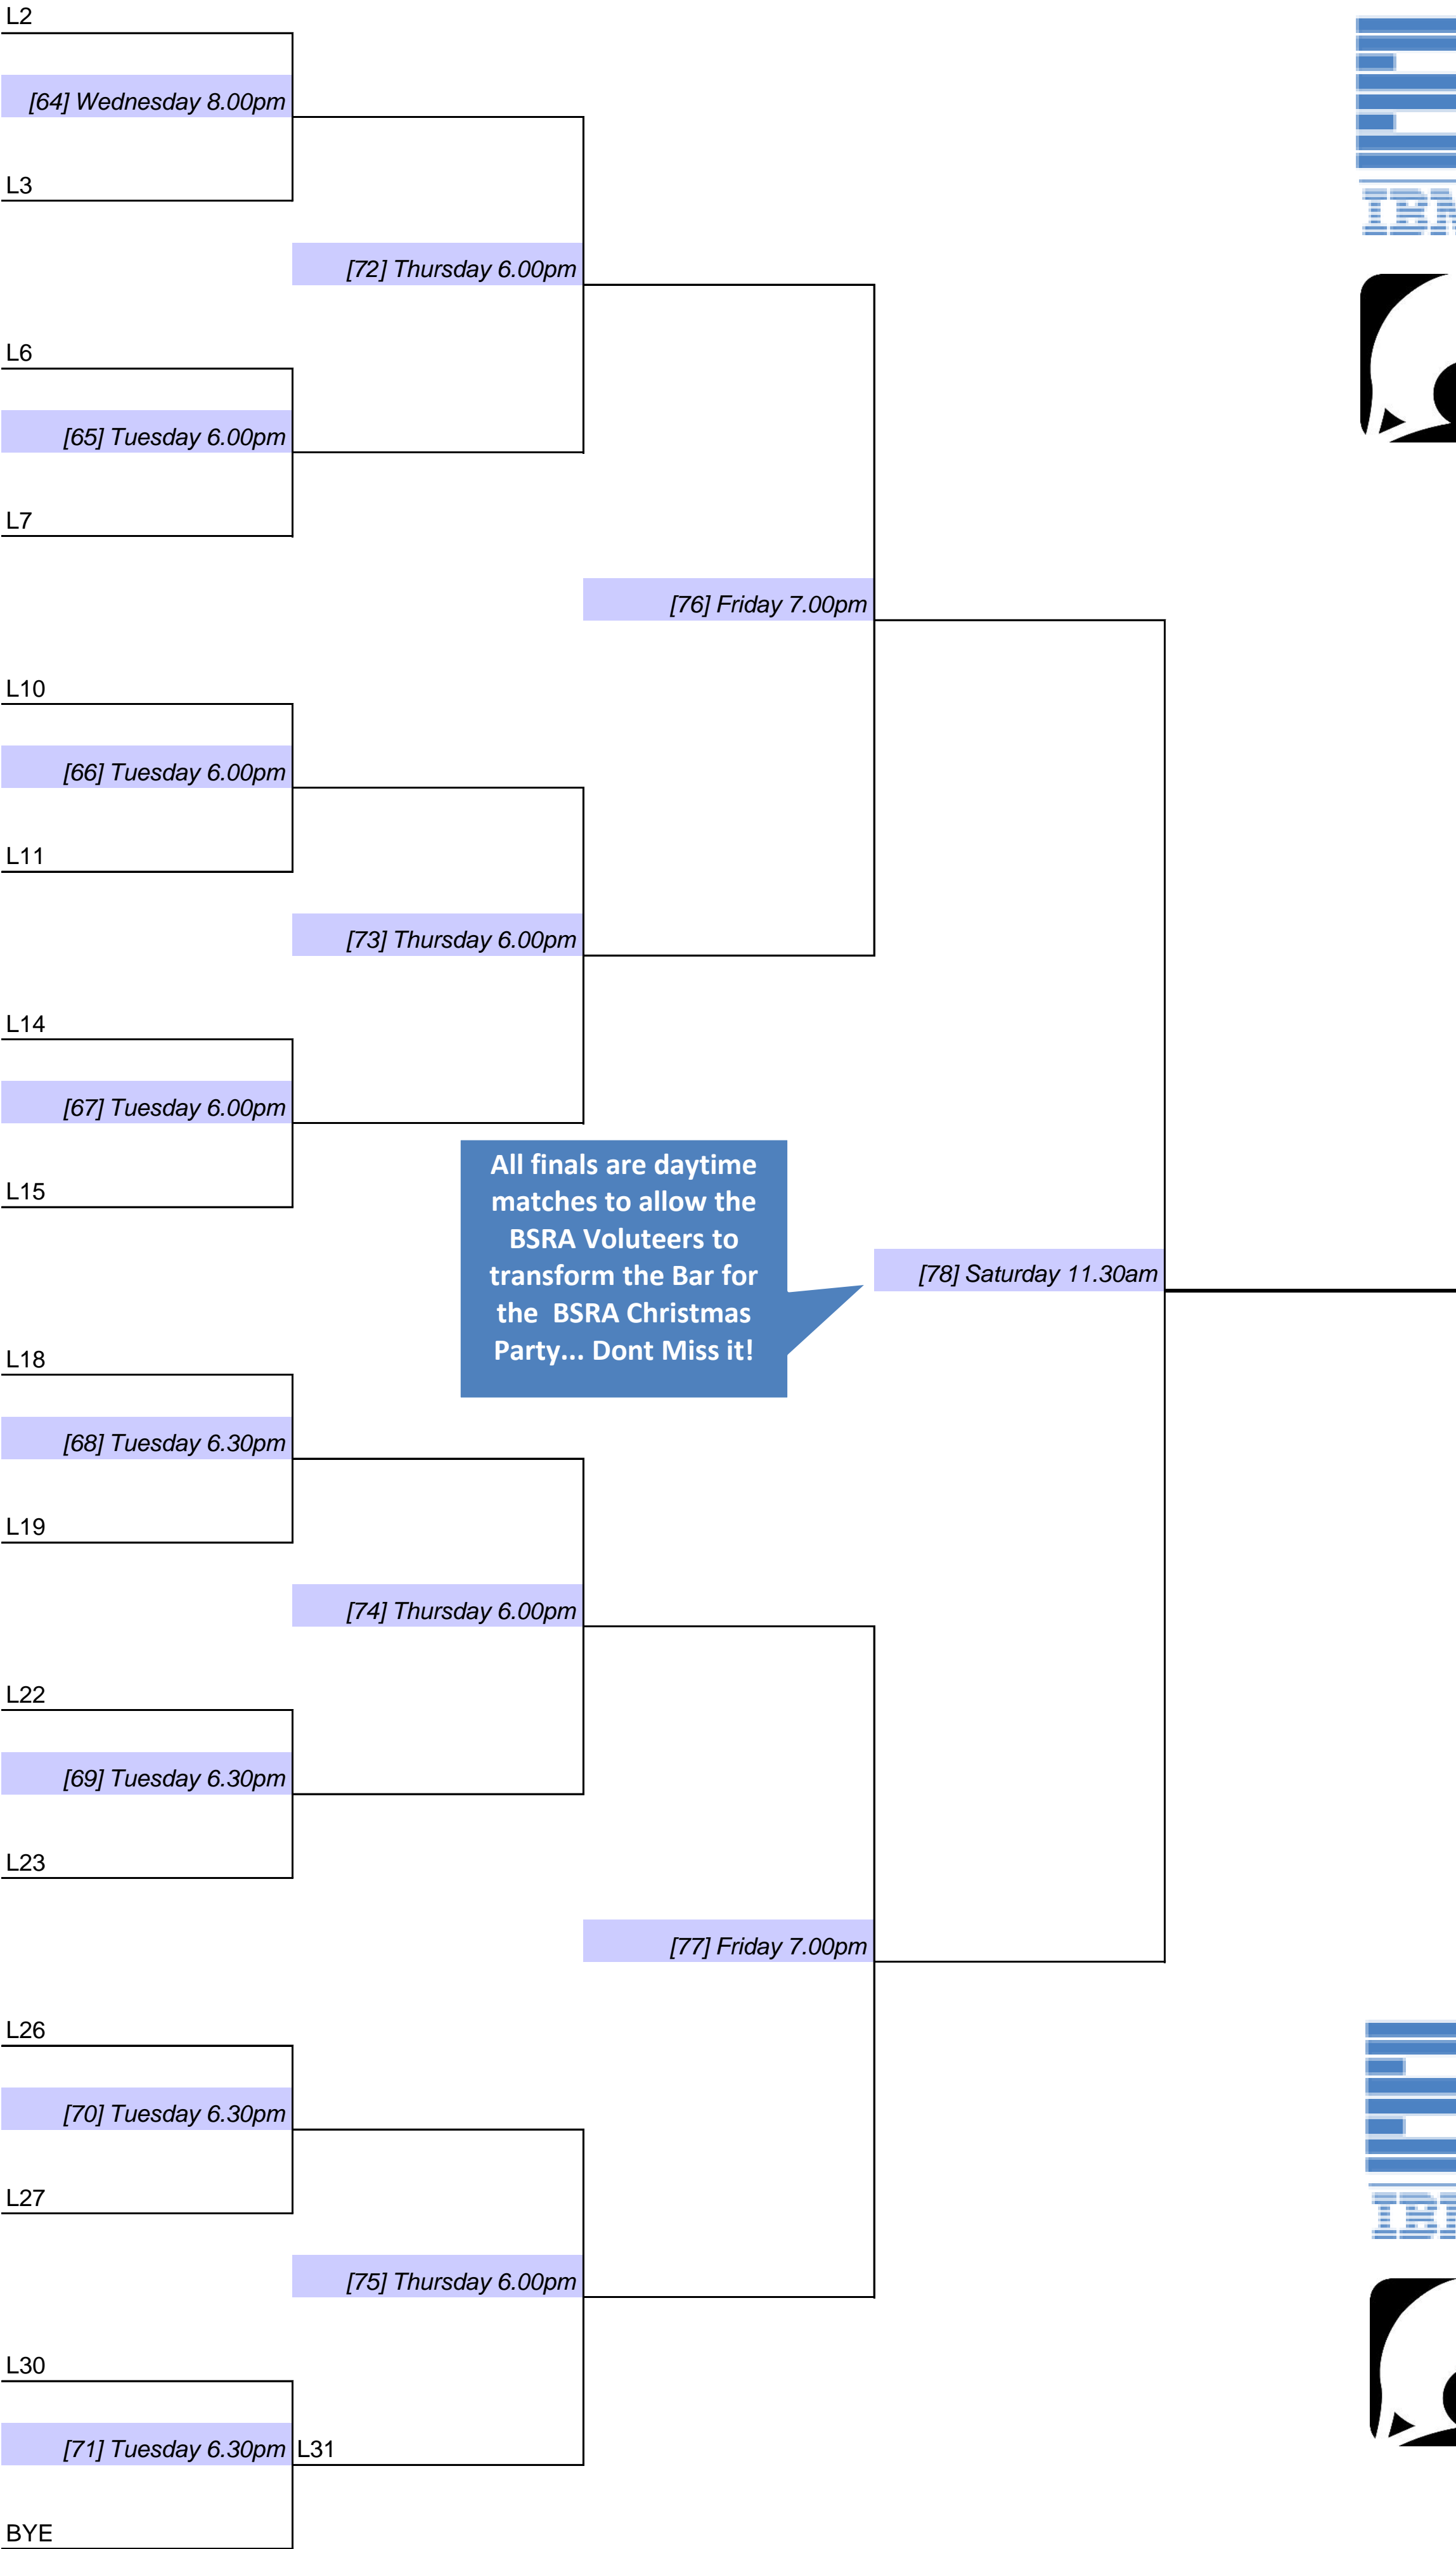 L2
[64] Wednesday 8.00pm
L3
[72] Thursday 6.00pm
L6
[65] Tuesday 6.00pm
L7
[76] Friday 7.00pm
L10
[66] Tuesday 6.00pm
L11
[73] Thursday 6.00pm
L14
[67] Tuesday 6.00pm
L15
All finals are daytime
matches to allow the
BSRA Voluteers to
transform the Bar for
the BSRA Christmas
Party... Dont Miss it!
[78] Saturday 11.30am
L18
[68] Tuesday 6.30pm
L19
[74] Thursday 6.00pm
L22
[69] Tuesday 6.30pm
L23
[77] Friday 7.00pm
L26
[70] Tuesday 6.30pm
L27
[75] Thursday 6.00pm
L30
[71] Tuesday 6.30pm L31
BYE